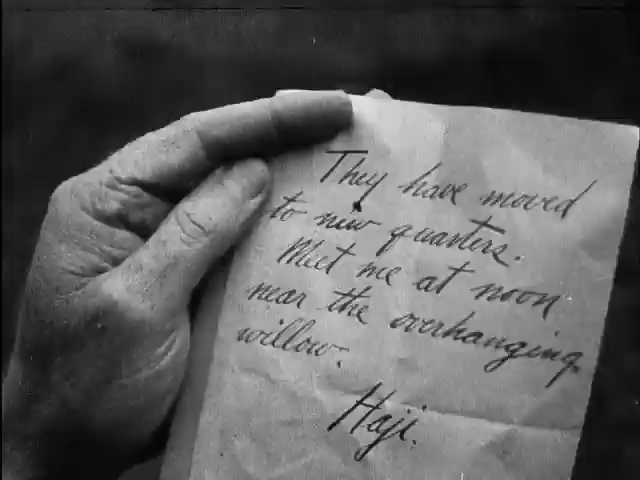 They have moved
to new quarters.
Meet me at noon
near the overhanging
willow.
Haji.